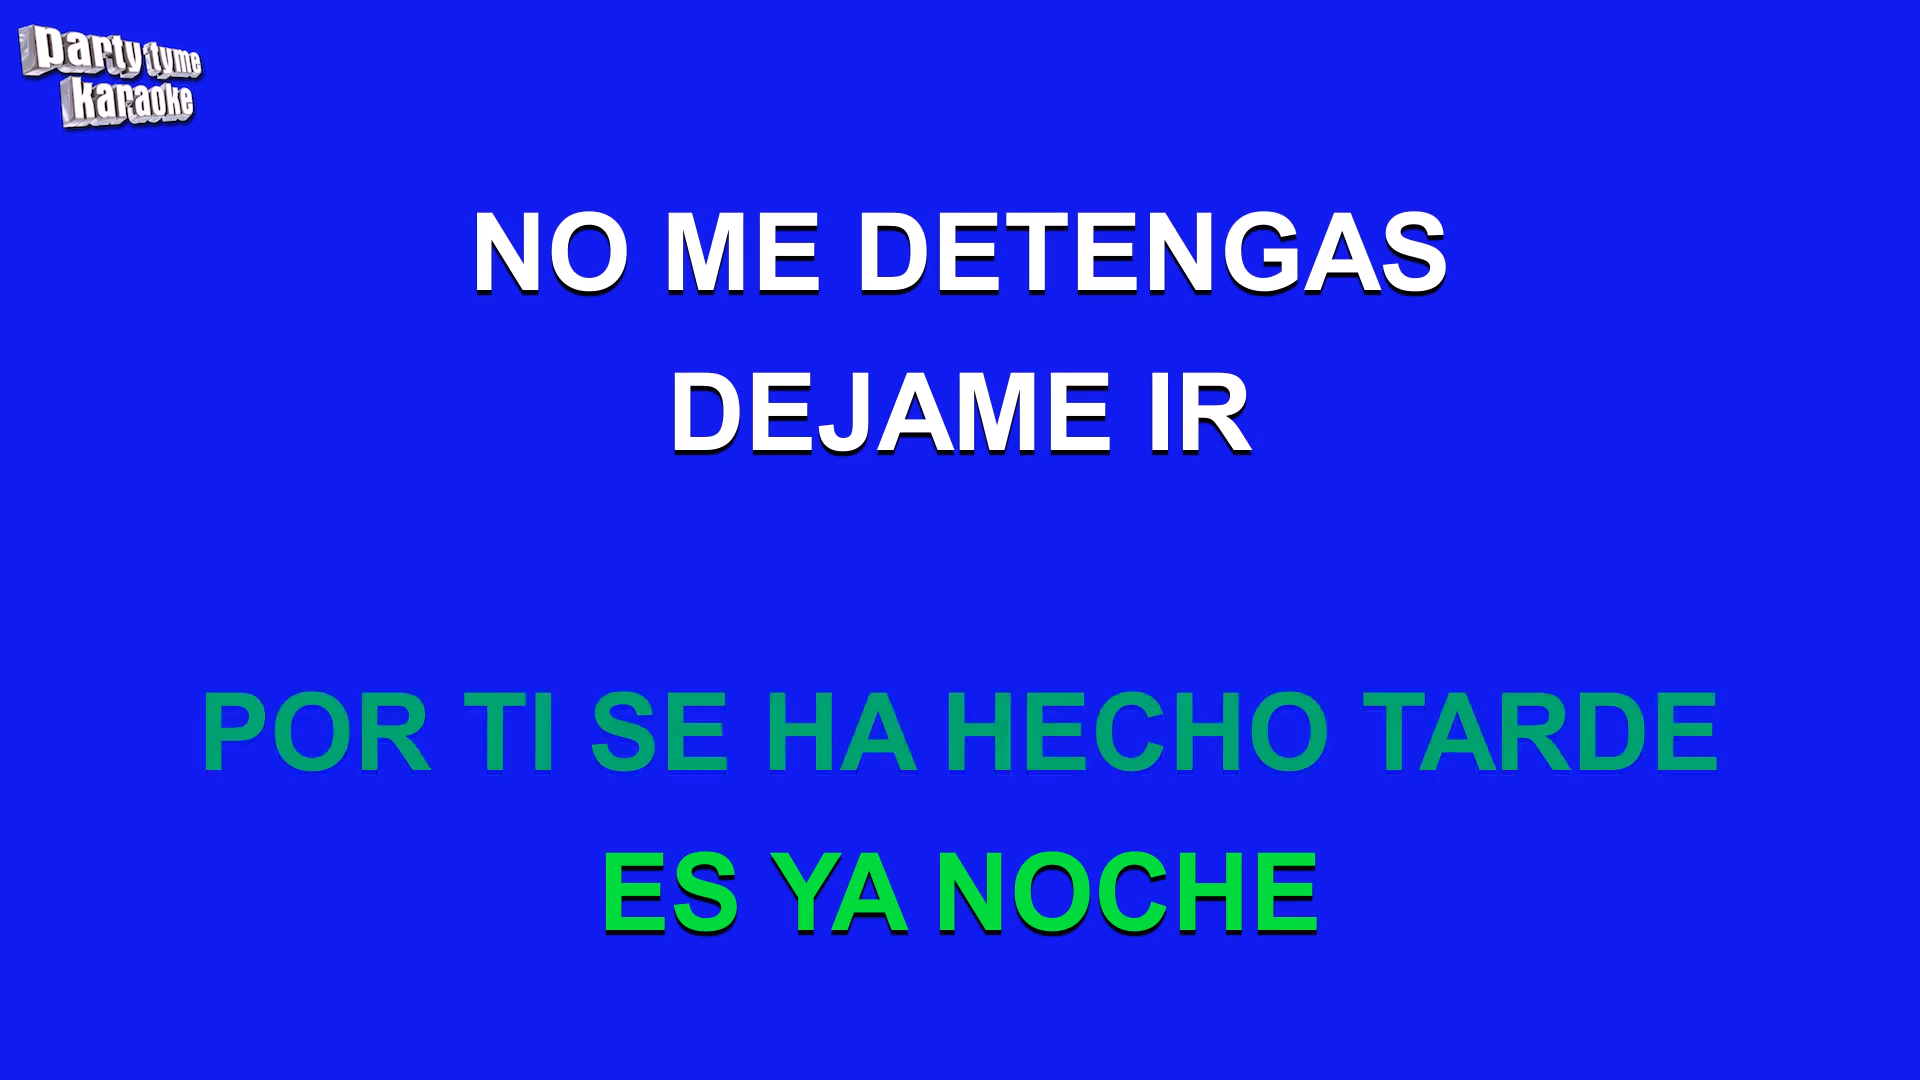 party tyme
karaoke
NO ME DETENGAS
DEJAME IR
POR TI SE HA HECHO TARDE
ES YA NOCHE